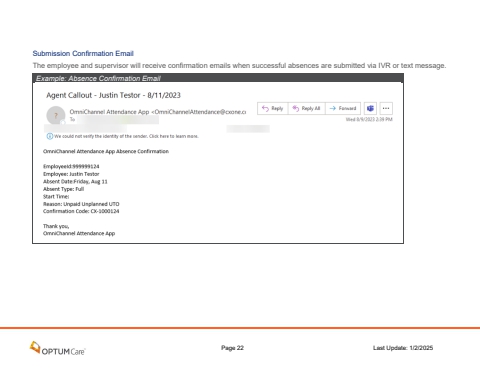 Submission Confirmation Email
The employee and supervisor will receive confirmation emails when successful absences are submitted via IVR or text message.
Example: Absence Confirmation Email
Agent Callout - Justin Testor - 8/11/2023
?
OmniChannel Attendance App <OmniChannelAttendance@cxone.co
To
Reply
Reply All
Forward
Wed 8/9/2023 2:39 PM
We could not verify the identity of the sender. Click here to learn more.
OmniChannel Attendance App Absence Confirmation
EmployeeId:999999124
Employee: Justin Testor
Absent Date:Friday, Aug 11
Absent Type: Full
Start Time:
Reason: Unpaid Unplanned UTO
Confirmation Code: CX-1000124
Thank you,
OmniChannel Attendance App
OPTUMCare
Page 22
Last Update: 1/2/2025